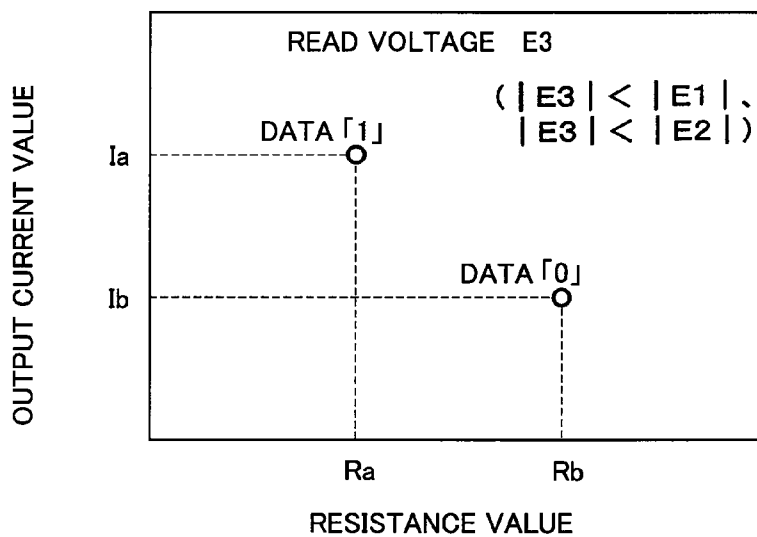 READ VOLTAGE E3
( | E3 | < | E1 | 、
| E3 | < | E2 | )
DATA「1」
Ia
DATA「0」
Ib
Ra Rb
RESISTANCE VALUE
OUTPUT CURRENT VALUE